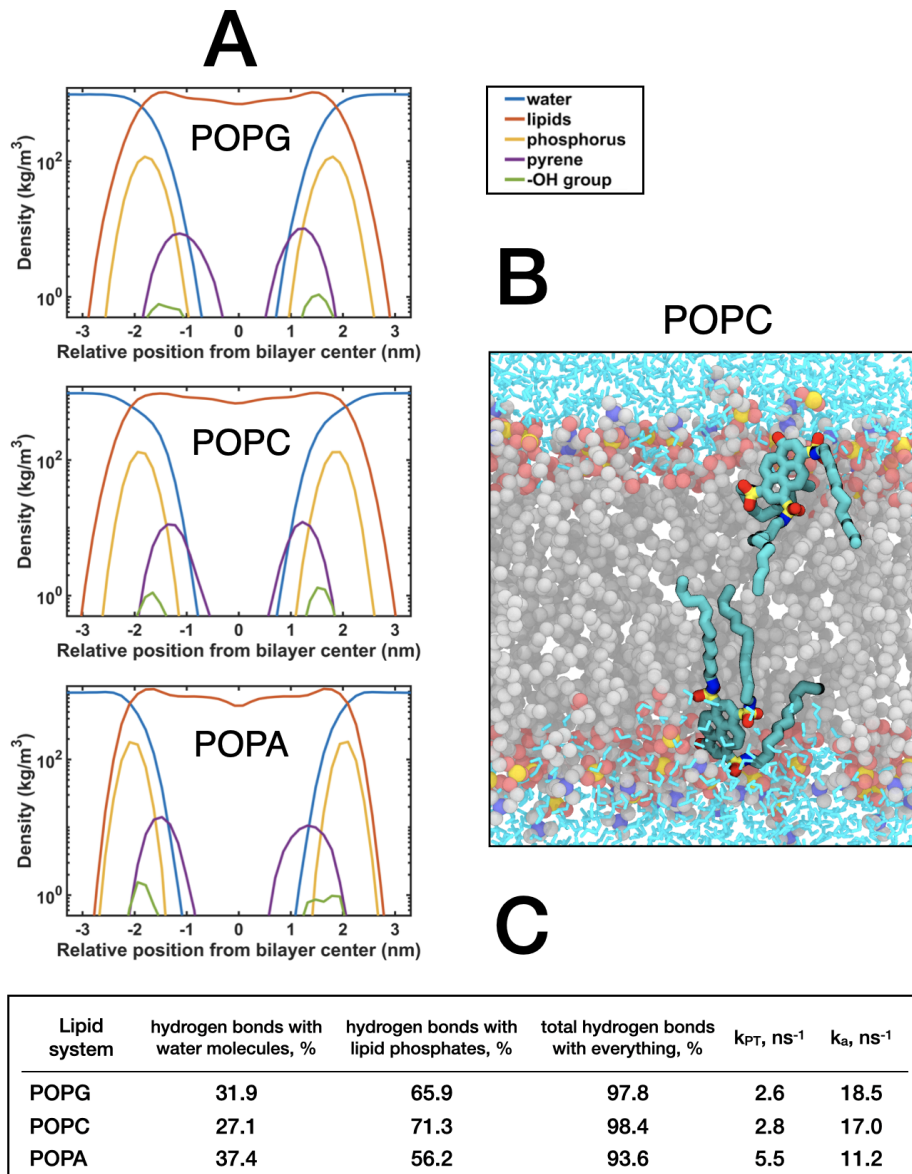 A
POPG
Density (kg/m³)
10²
10⁰
-3 -2 -1 0 1 2 3
Relative position from bilayer center (nm)
water
lipids
phosphorus
pyrene
-OH group
POPC
Density (kg/m³)
10²
10⁰
-3 -2 -1 0 1 2 3
Relative position from bilayer center (nm)
POPA
Density (kg/m³)
10²
10⁰
-3 -2 -1 0 1 2 3
Relative position from bilayer center (nm)
B
POPC
C
Lipid system hydrogen bonds with water molecules, % hydrogen bonds with lipid phosphates, % total hydrogen bonds with everything, % kPT, ns⁻¹ ka, ns⁻¹
POPG 31.9 65.9 97.8 2.6 18.5
POPC 27.1 71.3 98.4 2.8 17.0
POPA 37.4 56.2 93.6 5.5 11.2